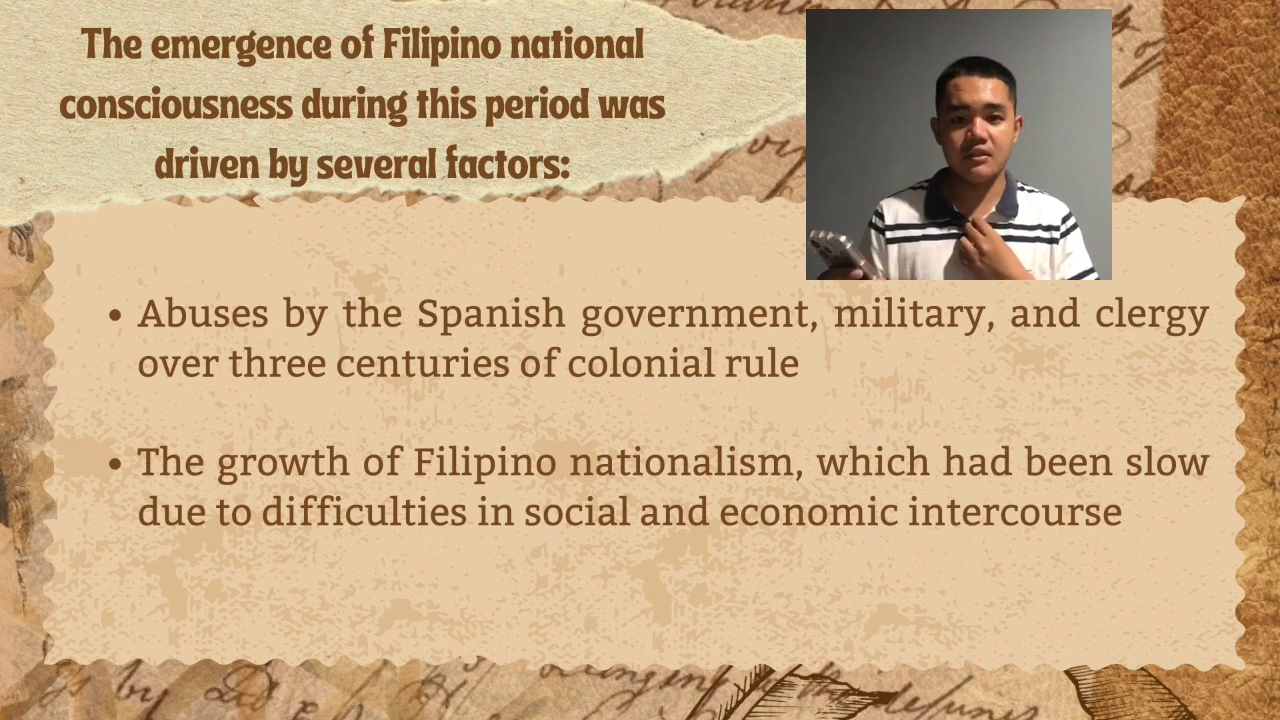 The emergence of Filipino national
consciousness during this period was
driven by several factors:
• Abuses by the Spanish government, military, and clergy
over three centuries of colonial rule
• The growth of Filipino nationalism, which had been slow
due to difficulties in social and economic intercourse